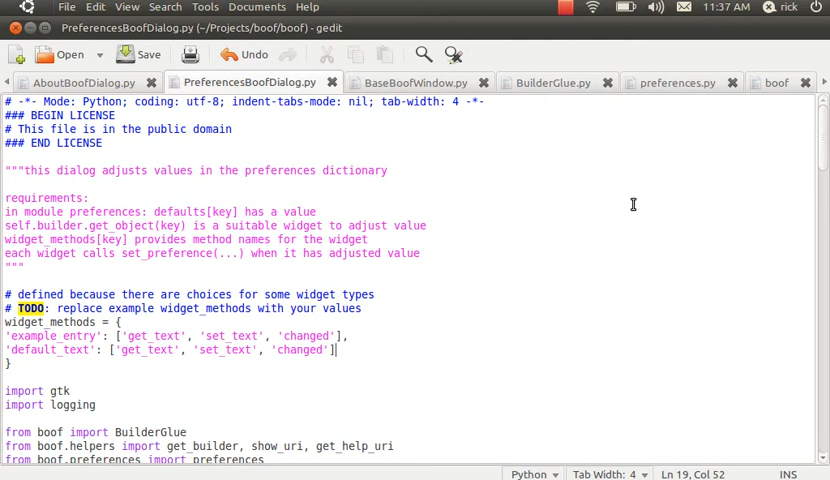 File Edit View Search Tools Documents Help 11:37 AM rick
PreferencesBoofDialog.py (~/Projects/boof/boof) - gedit
Open Save Undo
AboutBoofDialog.py PreferencesBoofDialog.py BaseBoofWindow.py BuilderGlue.py preferences.py boof
# -*- Mode: Python; coding: utf-8; indent-tabs-mode: nil; tab-width: 4 -*-
### BEGIN LICENSE
# This file is in the public domain
### END LICENSE
"""this dialog adjusts values in the preferences dictionary
requirements:
in module preferences: defaults[key] has a value
self.builder.get_object(key) is a suitable widget to adjust value
widget_methods[key] provides method names for the widget
each widget calls set_preference(...) when it has adjusted value
"""
# defined because there are choices for some widget types
# TODO: replace example widget_methods with your values
widget_methods = {
'example_entry': ['get_text', 'set_text', 'changed'],
'default_text': ['get_text', 'set_text', 'changed']
}
import gtk
import logging
from boof import BuilderGlue
from boof.helpers import get_builder, show_uri, get_help_uri
from boof.preferences import preferences
Python Tab Width: 4 Ln 19, Col 52 INS